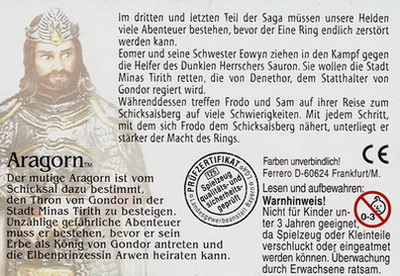 Im dritten und letzten Teil der Saga müssen unsere Helden
viele Abenteuer bestehen, bevor der Eine Ring endlich zerstört
werden kann.
Eomer und seine Schwester Eowyn ziehen in den Kampf gegen
die Helfer des Dunklen Herrschers Sauron. Sie wollen die Stadt
Minas Tirith retten, die von Denethor, dem Statthalter von
Gondor regiert wird.
Währenddessen treffen Frodo und Sam auf ihrer Reise zum
Schicksalsberg auf viele Schwierigkeiten. Mit jedem Schritt,
mit dem sich Frodo dem Schicksalsberg nähert, unterliegt er
stärker der Macht des Rings.
Aragorn™
Der mutige Aragorn ist vom
Schicksal dazu bestimmt,
den Thron von Gondor in der
Stadt Minas Tirith zu besteigen.
Unzählige gefährliche Abenteuer
muss er bestehen, bevor er sein
Erbe als König von Gondor antreten und
die Elbenprinzessin Arwen heiraten kann.
PRÜFZERTIFIKAT
Spielzeug
qualitäts- und
sicherheits-
geprüft
Landesgewerbeanstalt Bayern
Farben unverbindlich!
Ferrero D-60624 Frankfurt/M.
CE
Lesen und aufbewahren:
Warnhinweis!
Nicht für Kinder un-
ter 3 Jahren geeignet,
da Spielzeug oder Kleinteile
verschluckt oder eingeatmet
werden können. Überwachung
durch Erwachsene ratsam.
0-3